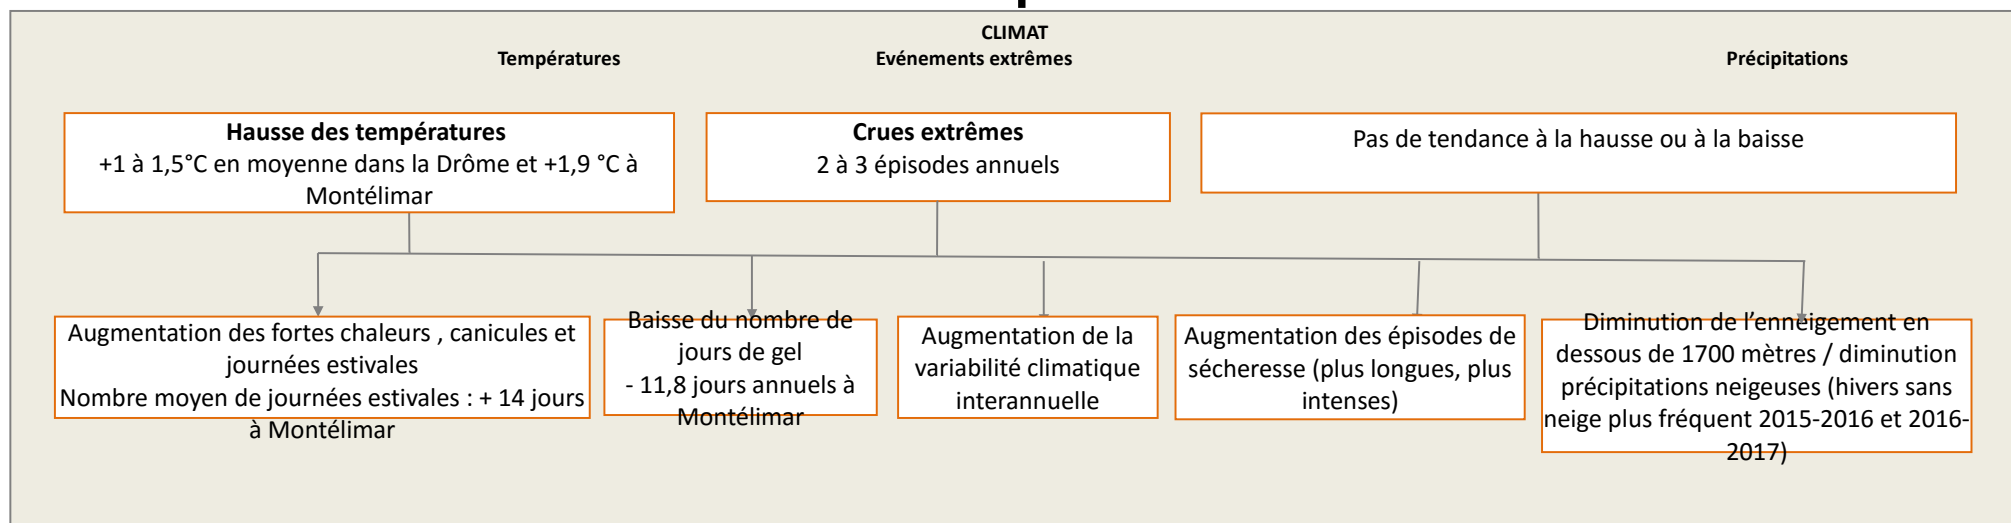 CLIMAT
Températures
Evénements extrêmes
Précipitations
Hausse des températures
+1 à 1,5°C en moyenne dans la Drôme et +1,9 °C à
Montélimar
Crues extrêmes
2 à 3 épisodes annuels
Pas de tendance à la hausse ou à la baisse
Augmentation des fortes chaleurs , canicules et
journées estivales
Nombre moyen de journées estivales : + 14 jours
à Montélimar
Baisse du nombre de
jours de gel
- 11,8 jours annuels à
Montélimar
Augmentation de la
variabilité climatique
interannuelle
Augmentation des épisodes de
sécheresse (plus longues, plus
intenses)
Diminution de l’enneigement en
dessous de 1700 mètres / diminution
précipitations neigeuses (hivers sans
neige plus fréquent 2015-2016 et 2016-
2017)